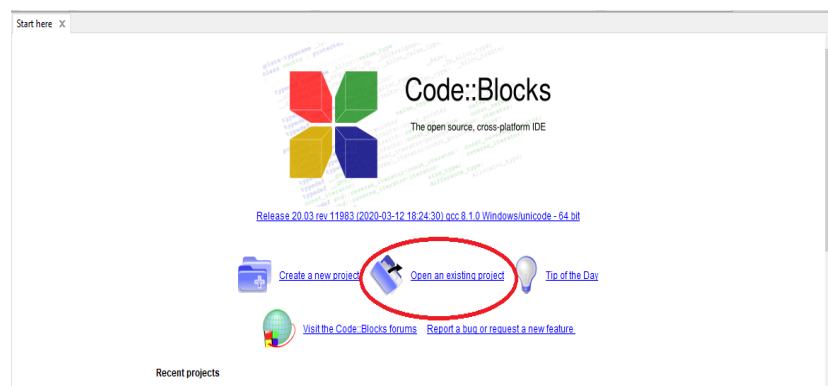 Start here X
Code::Blocks
The open source, cross-platform IDE
Release 20.03 rev 11983 (2020-03-12 18:24:30) gcc 8.1.0 Windows/unicode - 64 bit
Create a new project Open an existing project Tip of the Day
Visit the Code::Blocks forums Report a bug or request a new feature
Recent projects